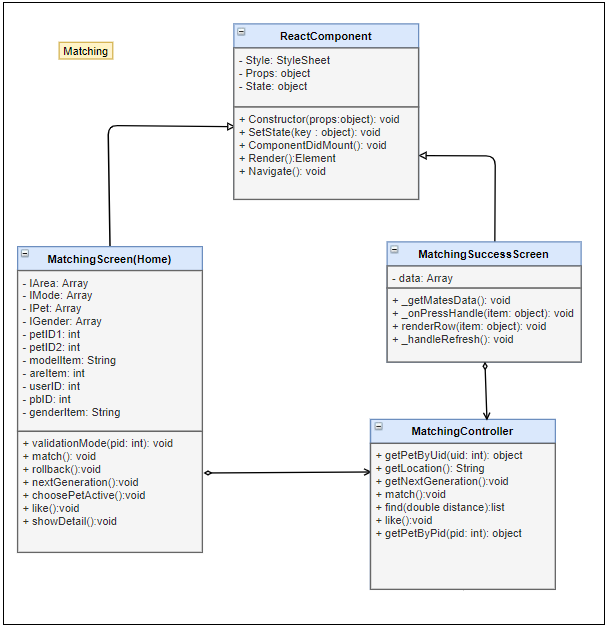 Matching
ReactComponent
- Style: StyleSheet
- Props: object
- State: object
+ Constructor(props:object): void
+ SetState(key : object): void
+ ComponentDidMount(): void
+ Render():Element
+ Navigate(): void
MatchingScreen(Home)
- lArea: Array
- lMode: Array
- lPet: Array
- lGender: Array
- petID1: int
- petID2: int
- modelItem: String
- areItem: int
- userID: int
- pbID: int
- genderItem: String
+ validationMode(pid: int): void
+ match(): void
+ rollback():void
+ nextGeneration():void
+ choosePetActive():void
+ like():void
+ showDetail():void
MatchingSuccessScreen
- data: Array
+ _getMatesData(): void
+ _onPressHandle(item: object): void
+ renderRow(item: object): void
+ _handleRefresh(): void
MatchingController
+ getPetByUid(uid: int): object
+ getLocation(): String
+ getNextGeneration():void
+ match():void
+ find(double distance):list
+ like():void
+ getPetByPid(pid: int): object